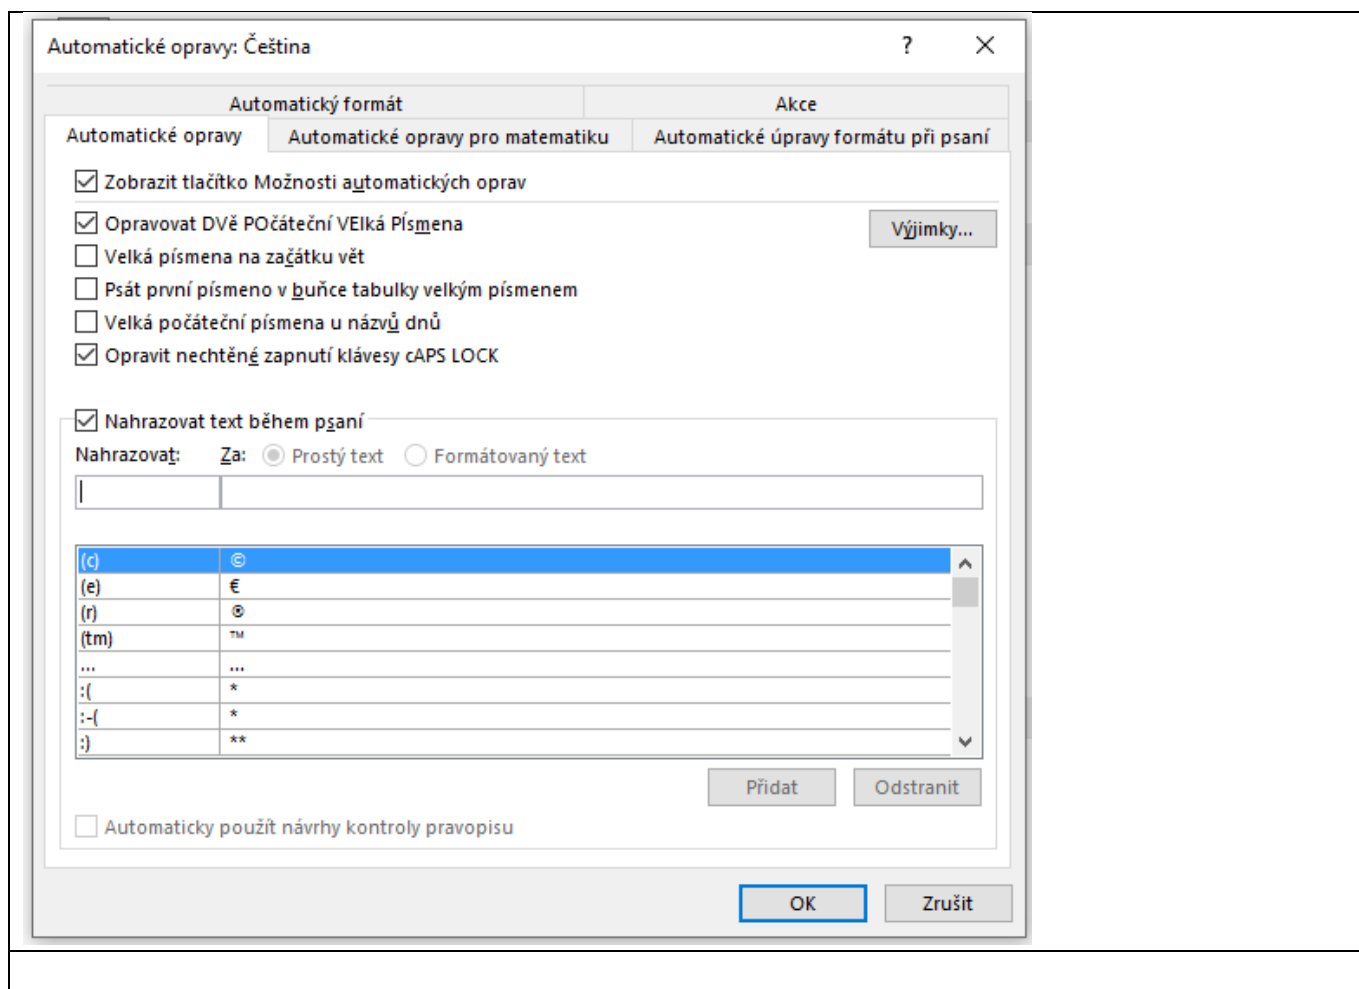 Automatické opravy: Čeština ?
Automatický formát Akce
Automatické opravy Automatické opravy pro matematiku Automatické úpravy formátu při psaní
Zobrazit tlačítko Možnosti automatických oprav
Opravovat DVě POčáteční VElká PÍsmena Výjimky...
Velká písmena na začátku vět
Psát první písmeno v buňce tabulky velkým písmenem
Velká počáteční písmena u názvů dnů
Opravit nechtěné zapnutí klávesy cAPS LOCK
Nahrazovat text během psaní
Nahrazovat: Za: Prostý text Formátovaný text
(c) ©
(e) €
(r) ®
(tm) ™
... ...
:( *
:-( *
:) **
Přidat Odstranit
Automaticky použít návrhy kontroly pravopisu
OK Zrušit